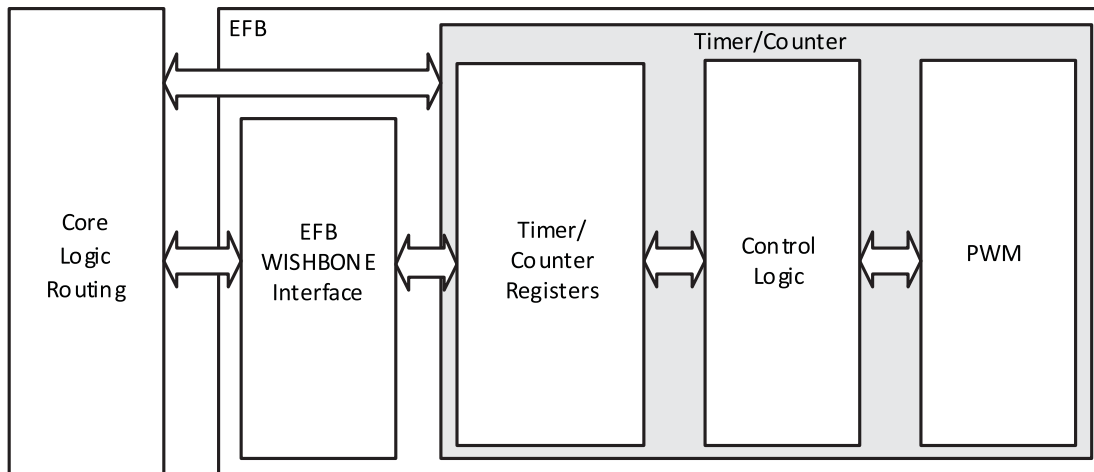 EFB
Timer/Counter
Core
Logic
Routing
EFB
WISHBONE
Interface
Timer/
Counter
Registers
Control
Logic
PWM